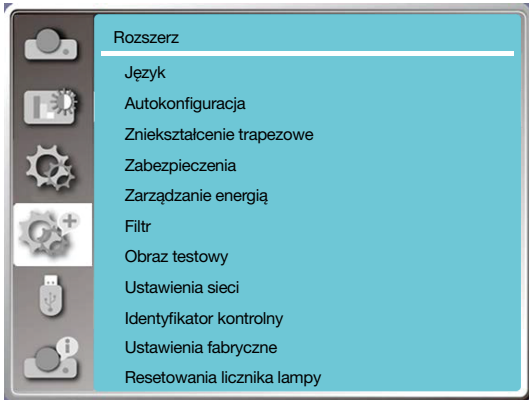 Rozszerz
Język
Autokonfiguracja
Zniekształcenie trapezowe
Zabezpieczenia
Zarządzanie energią
Filtr
Obraz testowy
Ustawienia sieci
Identyfikator kontrolny
Ustawienia fabryczne
Resetowania licznika lampy